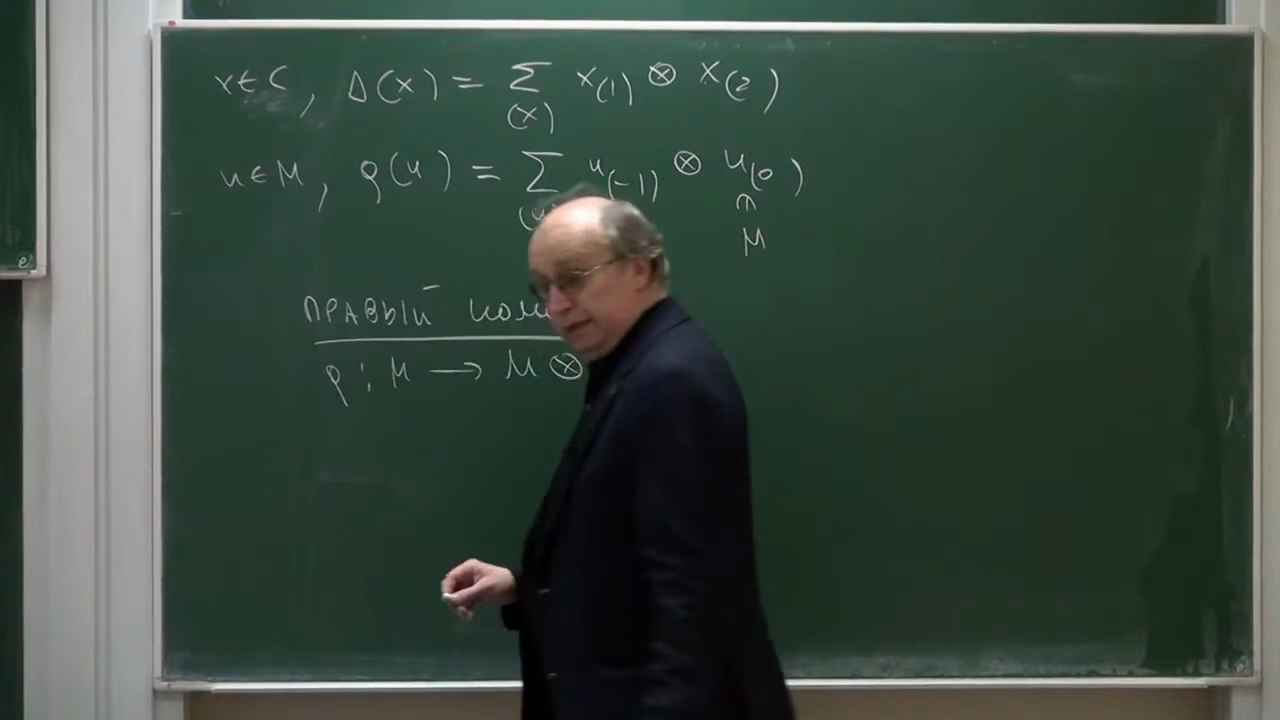 x ∈ C, Δ(x) = Σ x₍₁₎ ⊗ x₍₂₎
(x)
u ∈ M, ρ(u) = Σ u₍₋₁₎ ⊗ u₍₀₎
(u)
∩
M
ПРАВЫЙ
ρ : M → M ⊗